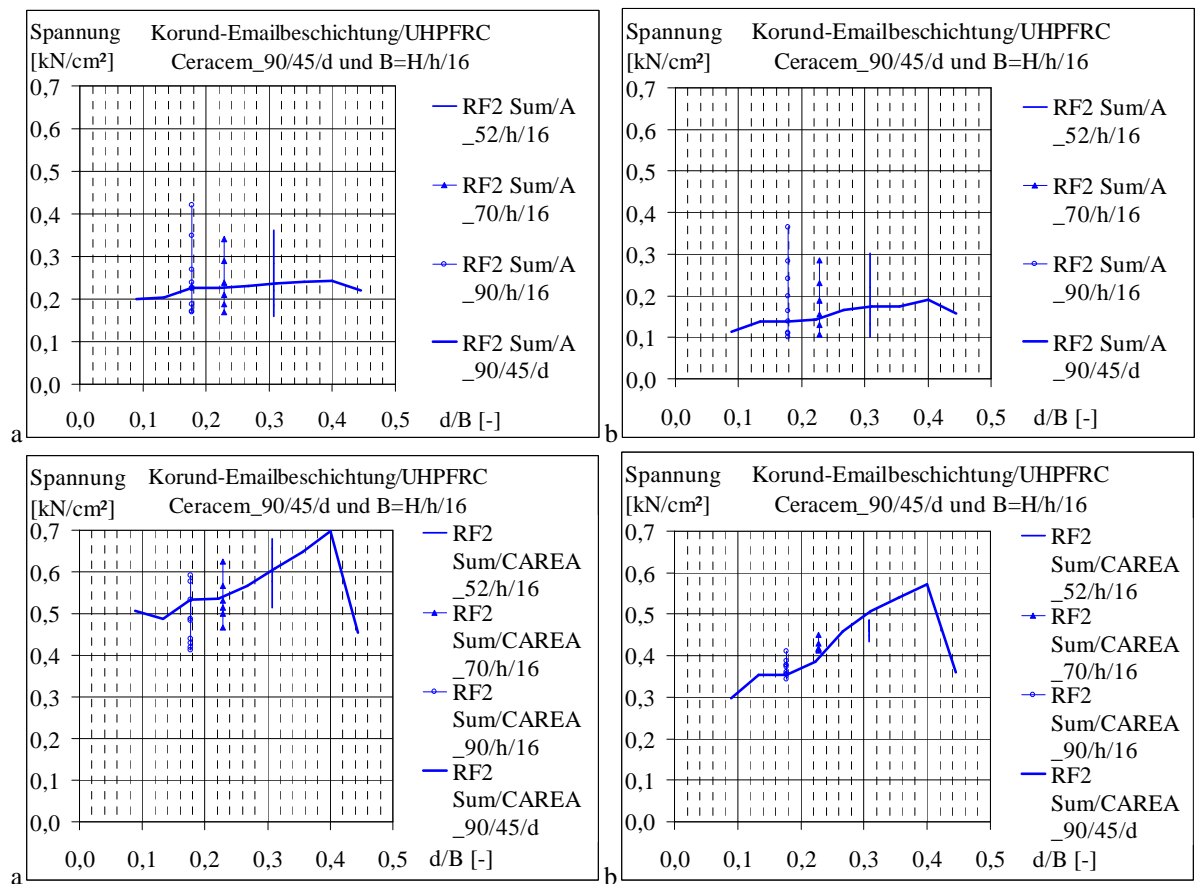 Spannung
[kN/cm²]
Korund-Emailbeschichtung/UHPFRC
Ceracem_90/45/d und B=H/h/16
0,7
0,6
0,5
0,4
0,3
0,2
0,1
0,0
0,0 0,1 0,2 0,3 0,4 0,5
d/B [-]
RF2 Sum/A
_52/h/16
RF2 Sum/A
_70/h/16
RF2 Sum/A
_90/h/16
RF2 Sum/A
_90/45/d
a
Spannung
[kN/cm²]
Korund-Emailbeschichtung/UHPFRC
Ceracem_90/45/d und B=H/h/16
0,7
0,6
0,5
0,4
0,3
0,2
0,1
0,0
0,0 0,1 0,2 0,3 0,4 0,5
d/B [-]
RF2 Sum/A
_52/h/16
RF2 Sum/A
_70/h/16
RF2 Sum/A
_90/h/16
RF2 Sum/A
_90/45/d
b
Spannung
[kN/cm²]
Korund-Emailbeschichtung/UHPFRC
Ceracem_90/45/d und B=H/h/16
0,7
0,6
0,5
0,4
0,3
0,2
0,1
0,0
0,0 0,1 0,2 0,3 0,4 0,5
d/B [-]
RF2
Sum/CAREA
_52/h/16
RF2
Sum/CAREA
_70/h/16
RF2
Sum/CAREA
_90/h/16
RF2
Sum/CAREA
_90/45/d
a
Spannung
[kN/cm²]
Korund-Emailbeschichtung/UHPFRC
Ceracem_90/45/d und B=H/h/16
0,7
0,6
0,5
0,4
0,3
0,2
0,1
0,0
0,0 0,1 0,2 0,3 0,4 0,5
d/B [-]
RF2
Sum/CAREA
_52/h/16
RF2
Sum/CAREA
_70/h/16
RF2
Sum/CAREA
_90/h/16
RF2
Sum/CAREA
_90/45/d
b